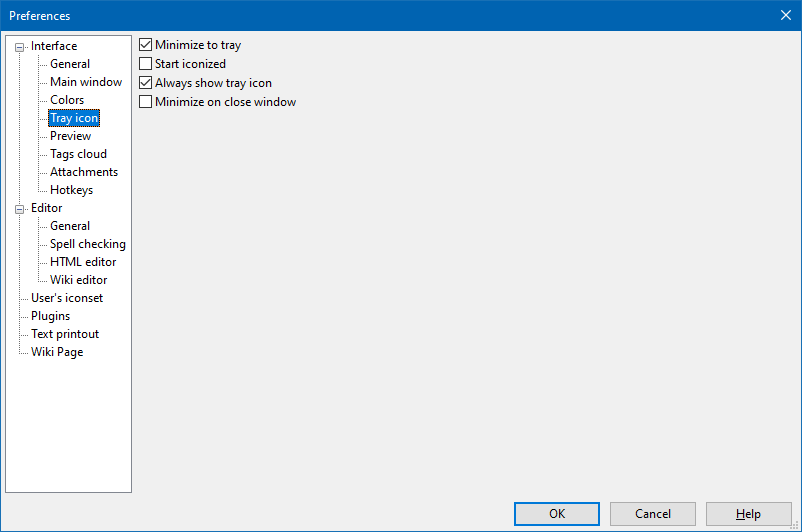 Preferences
Interface
General
Main window
Colors
Tray icon
Preview
Tags cloud
Attachments
Hotkeys
Editor
General
Spell checking
HTML editor
Wiki editor
User's iconset
Plugins
Text printout
Wiki Page
Minimize to tray
Start iconized
Always show tray icon
Minimize on close window
OK
Cancel
Help